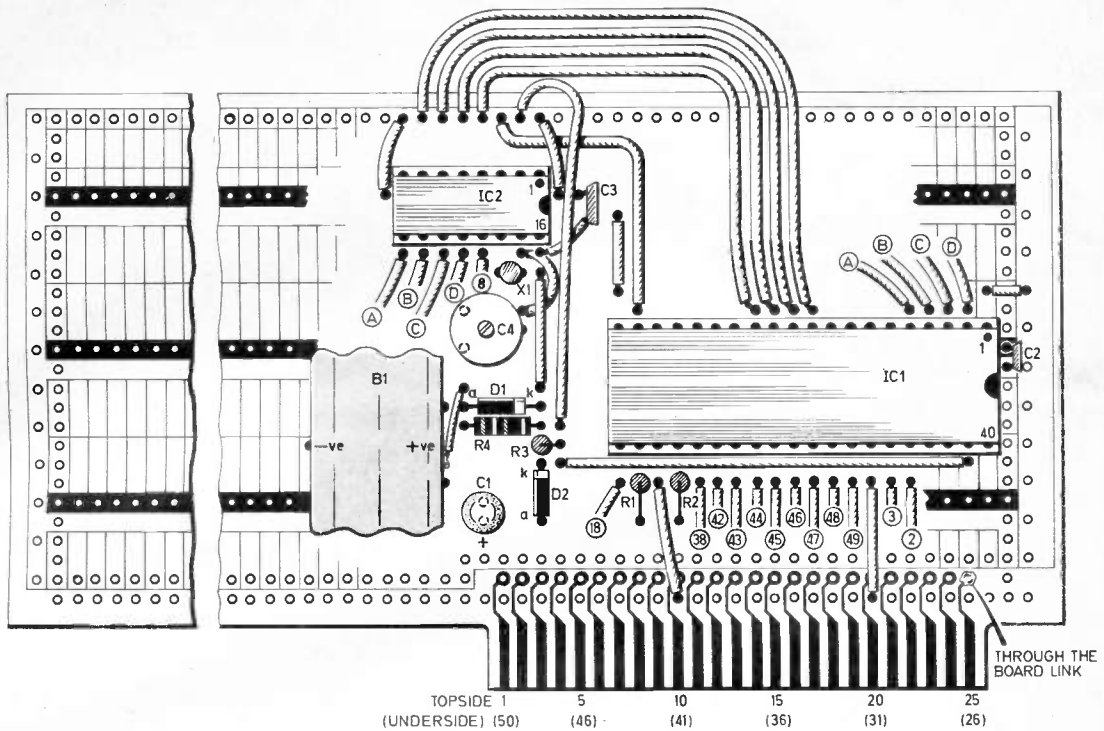 1
IC2
16
C3
A
B
C
D
8
X1
C4
A
B
C
D
1
C2
IC1
40
B1
-ve
+ve
a
D1
k
R4
R3
C1
+
k
D2
a
18
R1
R2
38
42
43
44
45
46
47
48
49
3
2
THROUGH THE
BOARD LINK
TOPSIDE 1 5 10 15 20 25
(UNDERSIDE) (50) (46) (41) (36) (31) (26)